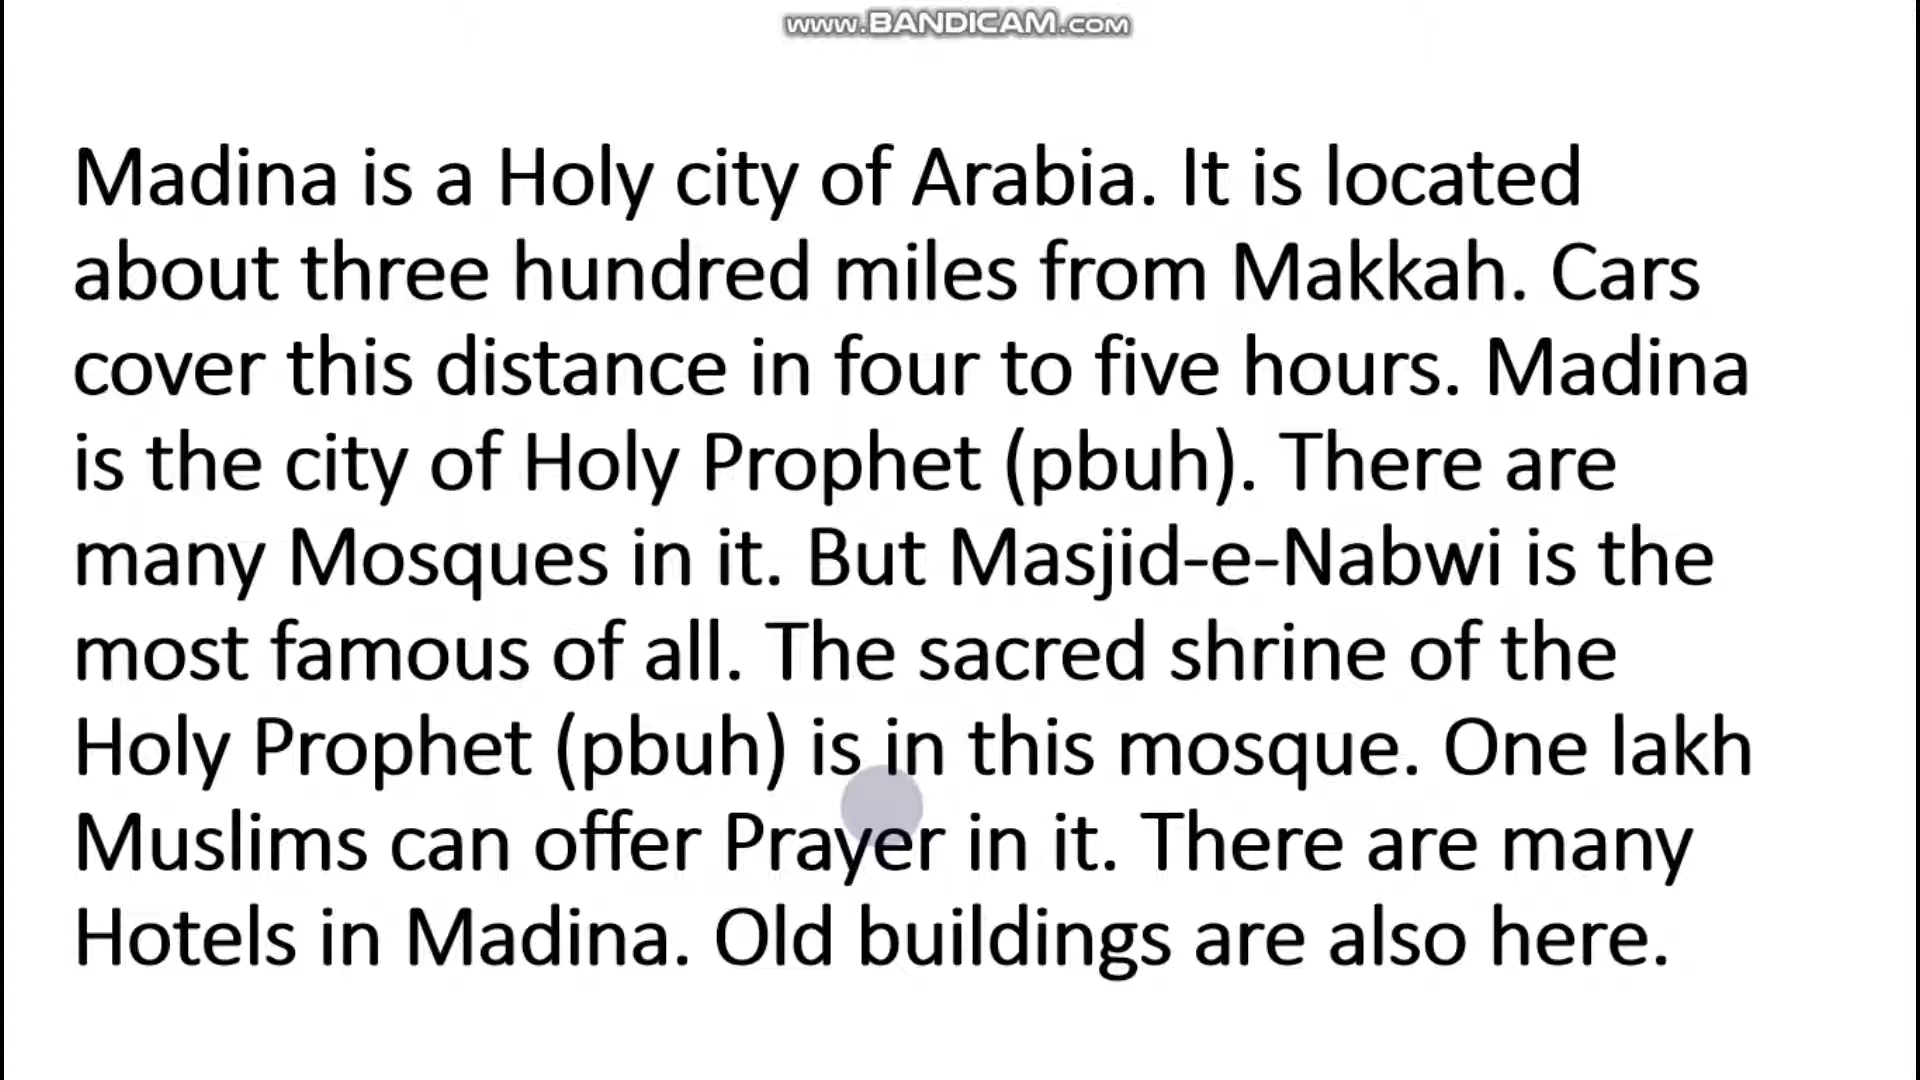 www.BANDICAM.com
Madina is a Holy city of Arabia. It is located
about three hundred miles from Makkah. Cars
cover this distance in four to five hours. Madina
is the city of Holy Prophet (pbuh). There are
many Mosques in it. But Masjid-e-Nabwi is the
most famous of all. The sacred shrine of the
Holy Prophet (pbuh) is in this mosque. One lakh
Muslims can offer Prayer in it. There are many
Hotels in Madina. Old buildings are also here.